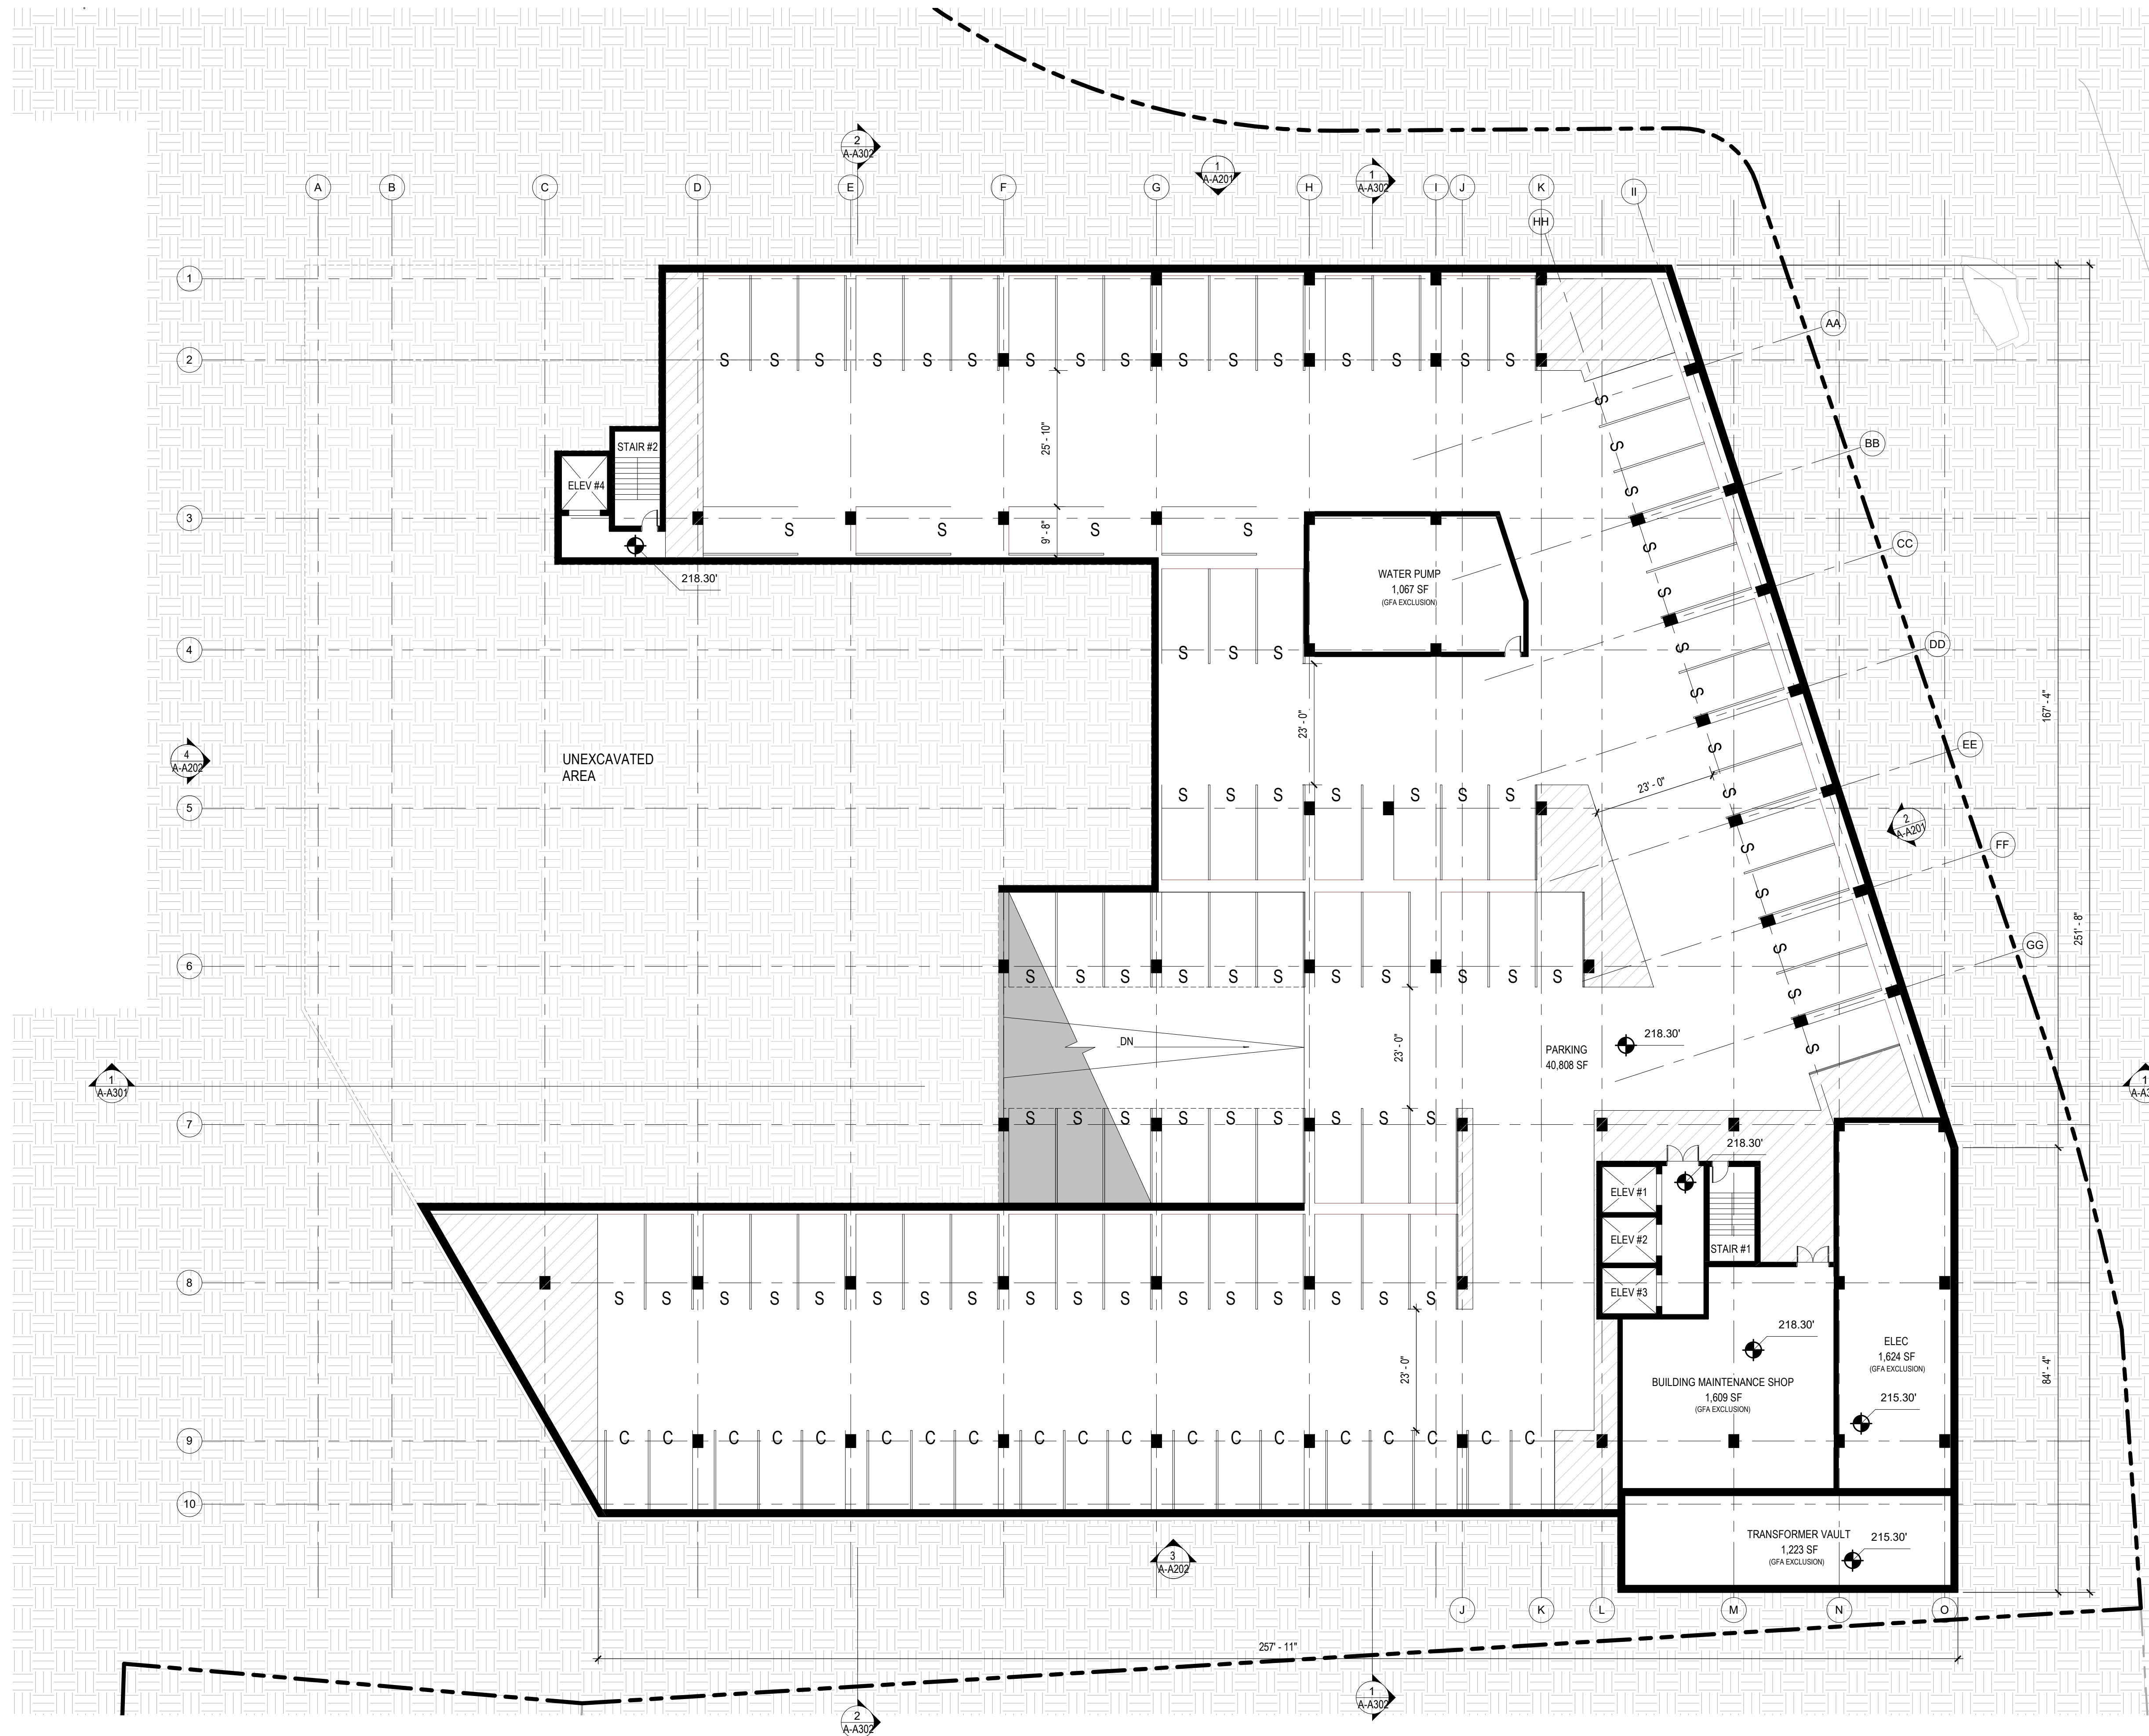 2
A-A302
1
A-A201
1
A-A302
A
B
C
D
E
F
G
H
I
J
K
II
HH
1
AA
2
S S S S S S S S S S S S S S S S
S
BB
25' - 10"
S
STAIR #2
ELEV #4
S
3
S S S S
9' - 8"
CC
S
218.30'
WATER PUMP
1,067 SF
(GFA EXCLUSION)
S
DD
4
S S S
S
S
167' - 4"
23' - 0"
EE
S
4
A-A202
UNEXCAVATED
AREA
23' - 0"
S
5
S S S S S S S
2
A-A201
FF
S
S
251' - 8"
GG
S
6
S S S S S S S S S S S
S
DN
23' - 0"
PARKING
40,808 SF
218.30'
S
1
A-A301
1
A-A3
7
S S S S S S S S S
218.30'
ELEV #1
ELEV #2
STAIR #1
8
ELEV #3
S S S S S S S S S S S S S S S S S
218.30'
ELEC
1,624 SF
(GFA EXCLUSION)
23' - 0"
84' - 4"
BUILDING MAINTENANCE SHOP
1,609 SF
(GFA EXCLUSION)
215.30'
9
C C C C C C C C C C C C C C C C C C C
10
TRANSFORMER VAULT
1,223 SF
(GFA EXCLUSION)
215.30'
3
A-A202
J
K
L
M
N
O
257' - 11"
2
A-A302
1
A-A302